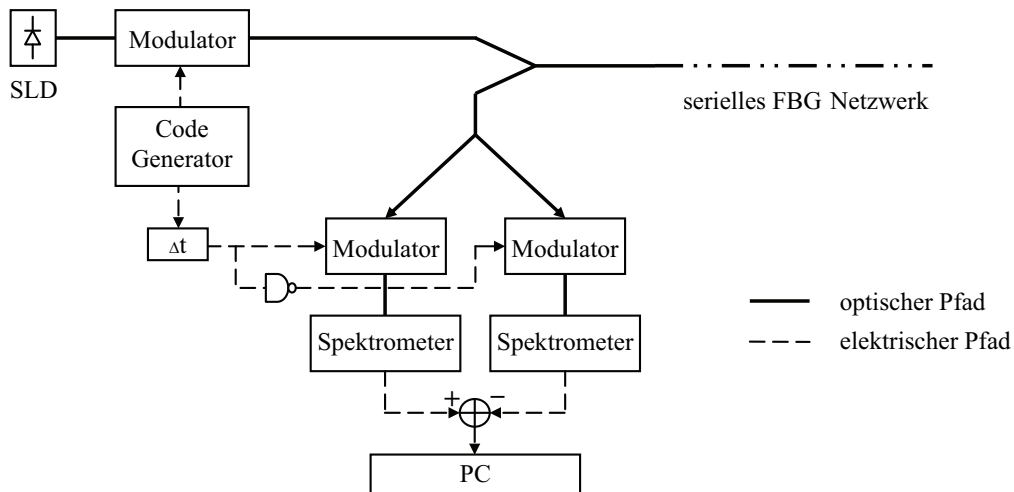 Modulator
SLD
serielles FBG Netzwerk
Code
Generator
Δt
Modulator
Modulator
optischer Pfad
Spektrometer
Spektrometer
elektrischer Pfad
+
−
PC